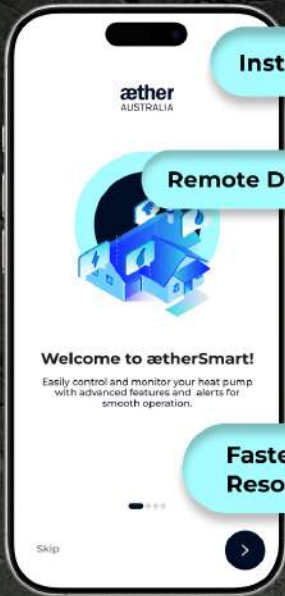 Inst
æther
AUSTRALIA
Remote D
Welcome to ætherSmart!
Easily control and monitor your heat pump
with advanced features and alerts for
smooth operation.
Faste
Reso
Skip